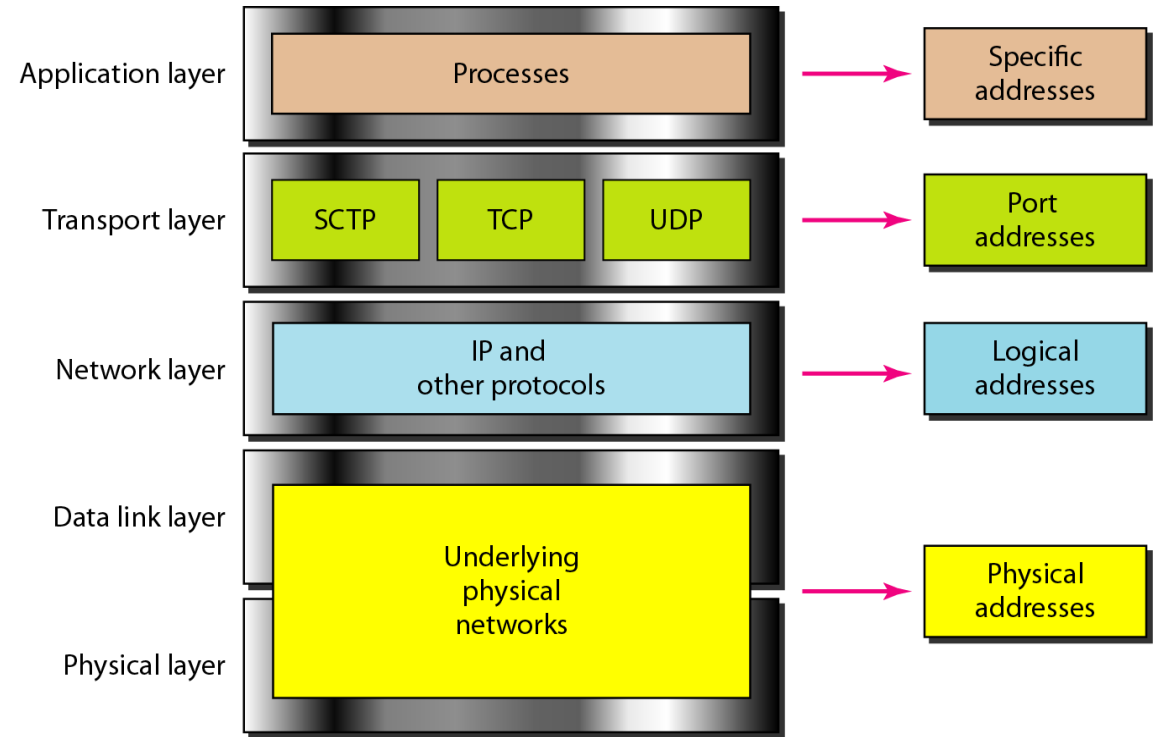 Application layer
Processes
Specific
addresses
Transport layer
SCTP
TCP
UDP
Port
addresses
Network layer
IP and
other protocols
Logical
addresses
Data link layer
Underlying
physical
networks
Physical
addresses
Physical layer